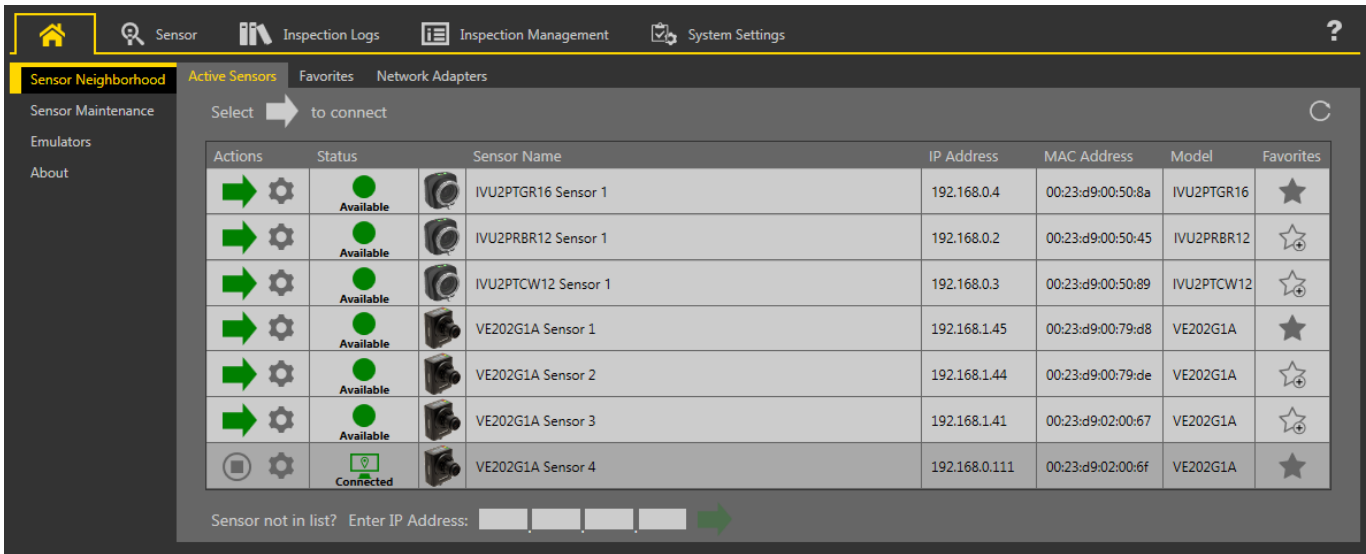 Sensor Inspection Logs Inspection Management System Settings ?
Sensor Neighborhood
Sensor Maintenance
Emulators
About
Active Sensors Favorites Network Adapters
Select to connect
Actions Status Sensor Name IP Address MAC Address Model Favorites
Available IVU2PTGR16 Sensor 1 192.168.0.4 00:23:d9:00:50:8a IVU2PTGR16
Available IVU2PRBR12 Sensor 1 192.168.0.2 00:23:d9:00:50:45 IVU2PRBR12
Available IVU2PTCW12 Sensor 1 192.168.0.3 00:23:d9:00:50:89 IVU2PTCW12
Available VE202G1A Sensor 1 192.168.1.45 00:23:d9:00:79:d8 VE202G1A
Available VE202G1A Sensor 2 192.168.1.44 00:23:d9:00:79:de VE202G1A
Available VE202G1A Sensor 3 192.168.1.41 00:23:d9:02:00:67 VE202G1A
Connected VE202G1A Sensor 4 192.168.0.111 00:23:d9:02:00:6f VE202G1A
Sensor not in list? Enter IP Address: . . .